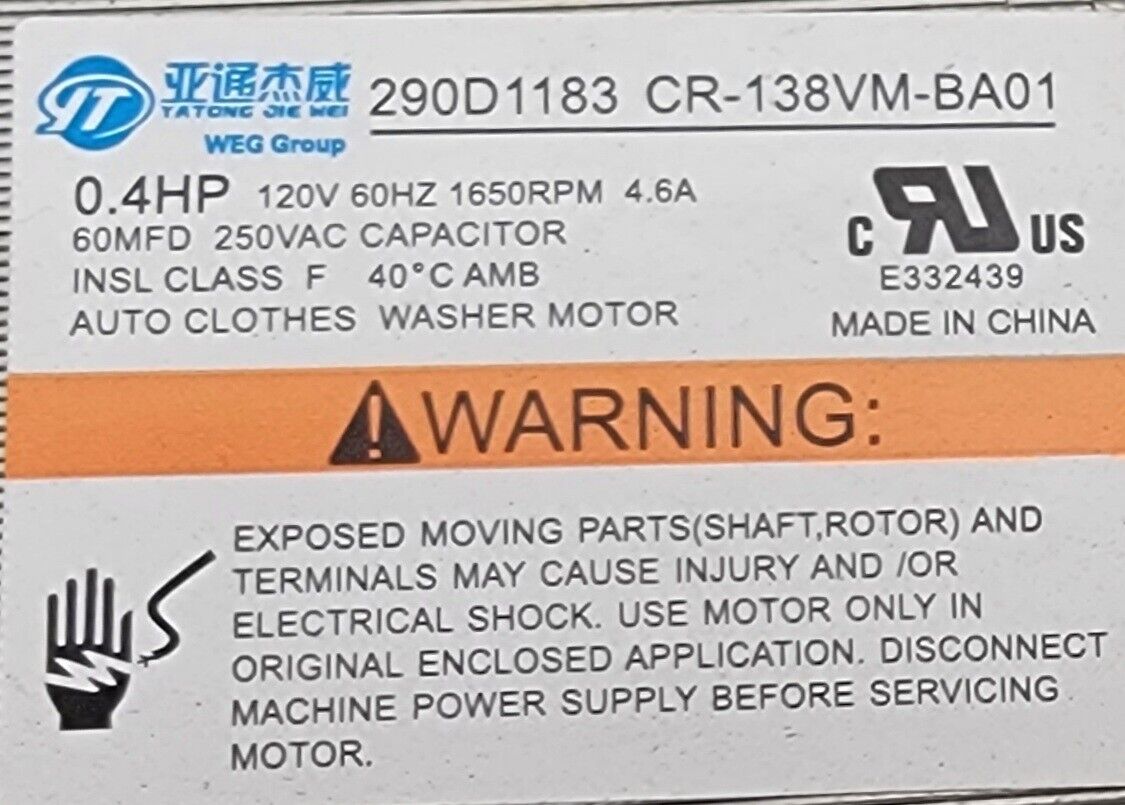 亚通杰威
YATONG JIE WEI
WEG Group
290D1183 CR-138VM-BA01
0.4HP 120V 60HZ 1650RPM 4.6A
60MFD 250VAC CAPACITOR
INSL CLASS F 40°C AMB
AUTO CLOTHES WASHER MOTOR
C RU US
E332439
MADE IN CHINA
WARNING:
EXPOSED MOVING PARTS(SHAFT,ROTOR) AND
TERMINALS MAY CAUSE INJURY AND /OR
ELECTRICAL SHOCK. USE MOTOR ONLY IN
ORIGINAL ENCLOSED APPLICATION. DISCONNECT
MACHINE POWER SUPPLY BEFORE SERVICING
MOTOR.